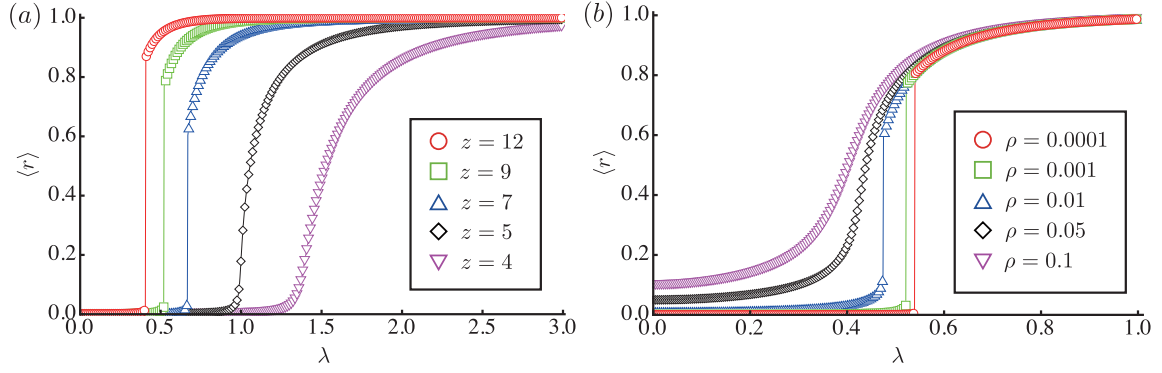 (a)
1.0
0.8
0.6
0.4
0.2
0.0
⟨r⟩
0.0 0.5 1.0 1.5 2.0 2.5 3.0
λ
z = 12
z = 9
z = 7
z = 5
z = 4
(b)
1.0
0.8
0.6
0.4
0.2
0.0
⟨r⟩
0.0 0.2 0.4 0.6 0.8 1.0
λ
ρ = 0.0001
ρ = 0.001
ρ = 0.01
ρ = 0.05
ρ = 0.1